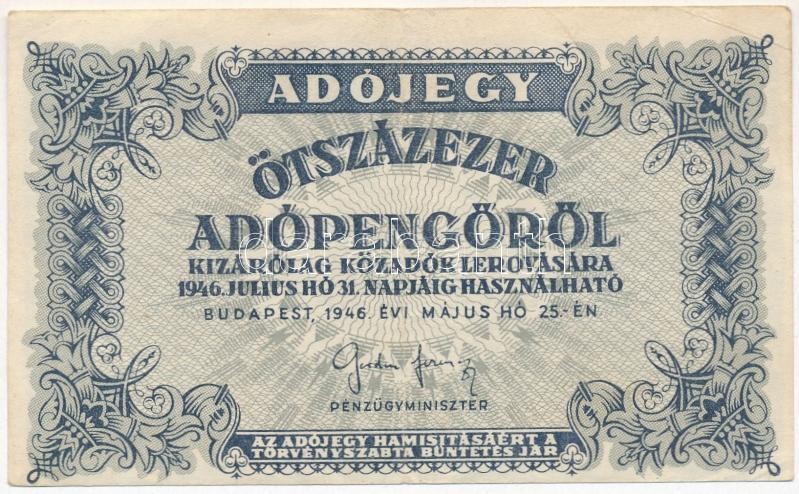 ADÓJEGY
ÖTSZÁZEZER
ADÓPENGŐRŐL
KIZÁRÓLAG KÖZADÓK LEROVÁSÁRA
1946. JULIUS HÓ 31. NAPJÁIG HASZNÁLHATÓ
BUDAPEST, 1946. ÉVI MÁJUS HÓ 25.-ÉN
PÉNZÜGYMINISZTER
AZ ADÓJEGY HAMISITÁSÁÉRT A
TÖRVÉNYSZABTA BÜNTETÉS JÁR